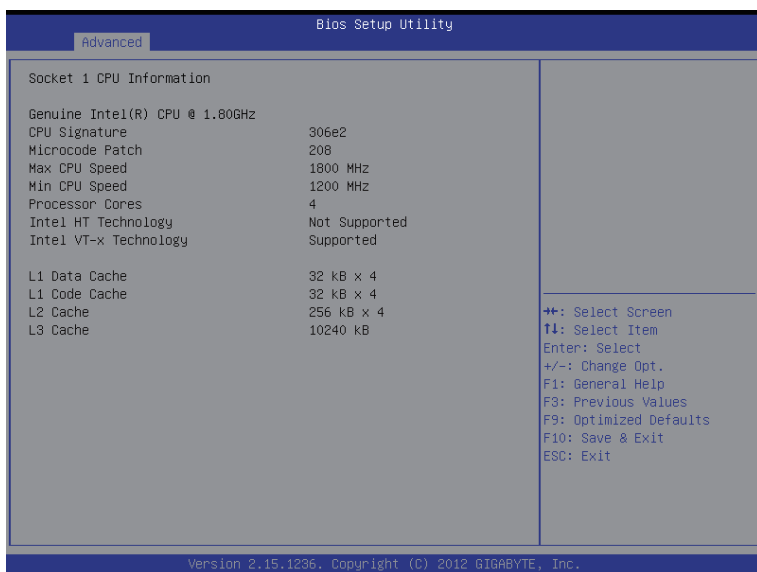 Bios Setup Utility
Advanced
Socket 1 CPU Information
Genuine Intel(R) CPU @ 1.80GHz
CPU Signature 306e2
Microcode Patch 208
Max CPU Speed 1800 MHz
Min CPU Speed 1200 MHz
Processor Cores 4
Intel HT Technology Not Supported
Intel VT-x Technology Supported
L1 Data Cache 32 kB x 4
L1 Code Cache 32 kB x 4
L2 Cache 256 kB x 4
L3 Cache 10240 kB
→←: Select Screen
↑↓: Select Item
Enter: Select
+/-: Change Opt.
F1: General Help
F3: Previous Values
F9: Optimized Defaults
F10: Save & Exit
ESC: Exit
Version 2.15.1236. Copyright (C) 2012 GIGABYTE, Inc.